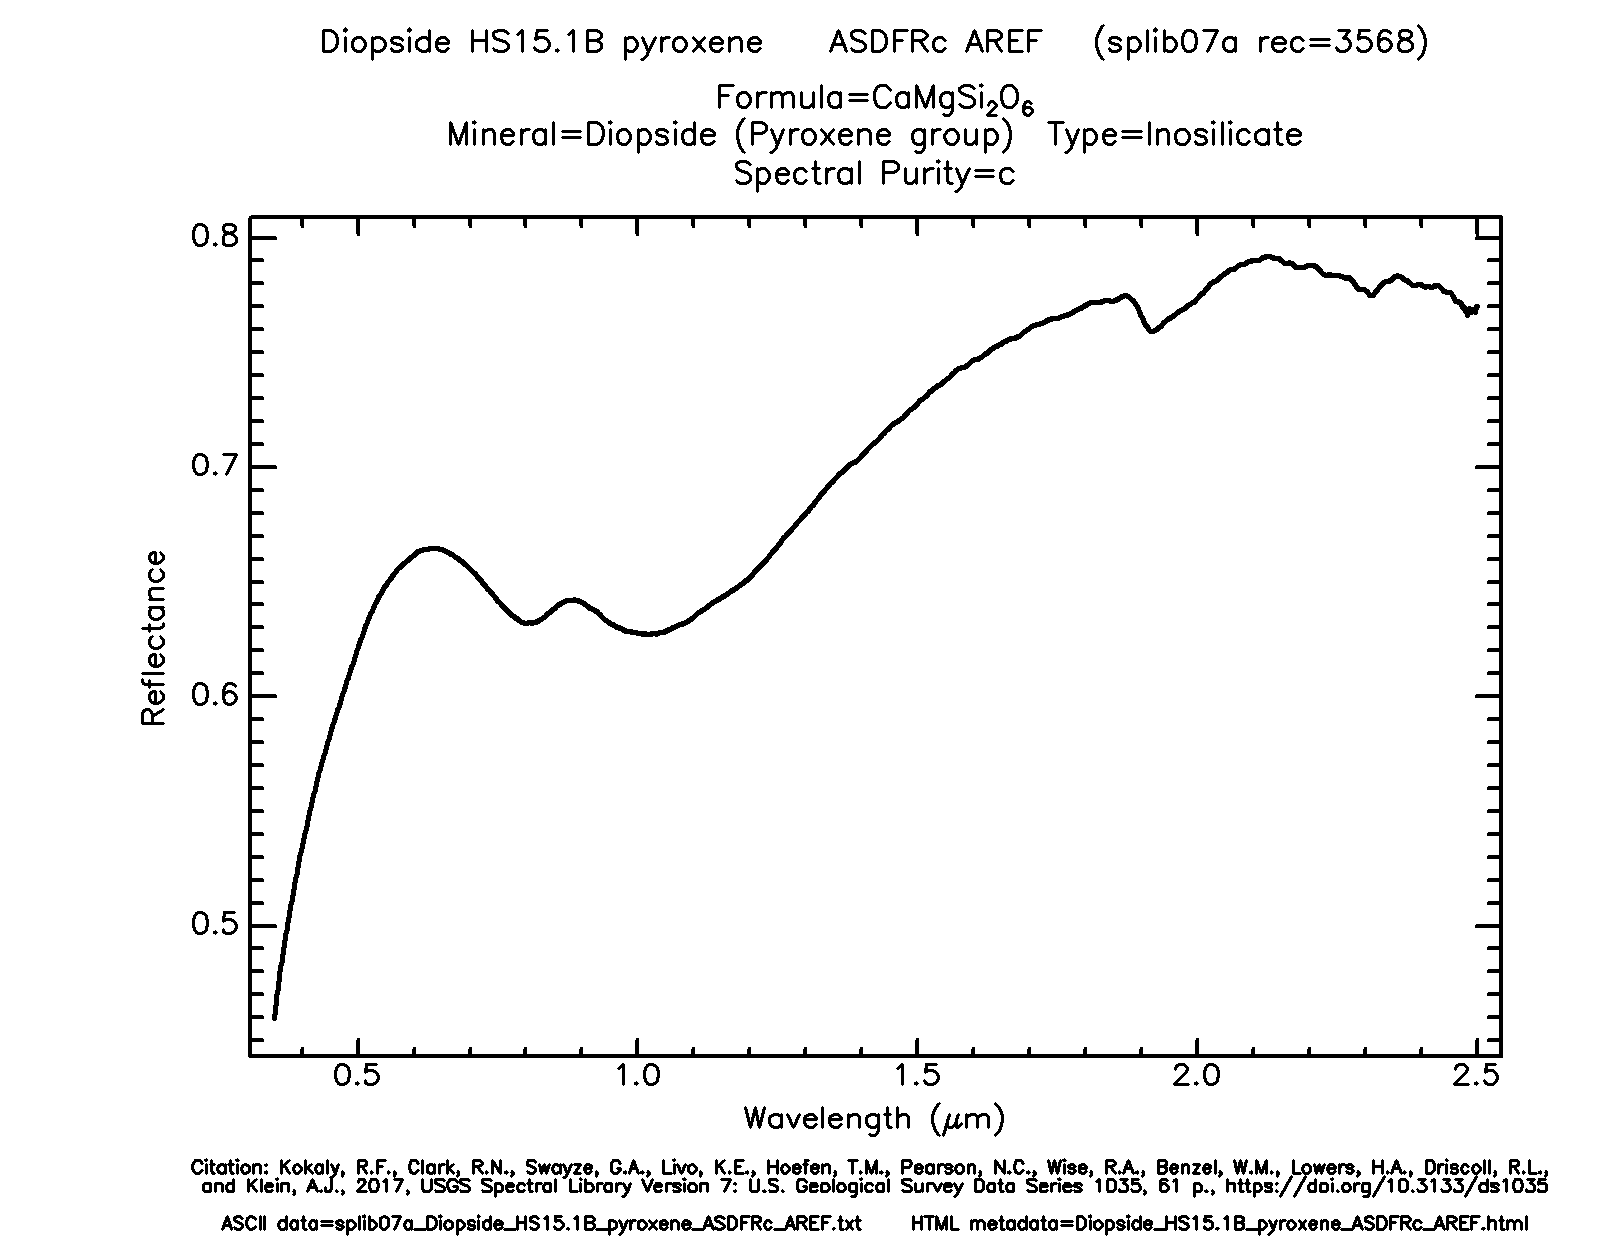 Diopside HS15.1B pyroxene ASDFRc AREF (splib07a rec=3568)
Formula=CaMgSi₂O₆
Mineral=Diopside (Pyroxene group) Type=Inosilicate
Spectral Purity=c
0.8
0.7
0.6
0.5
Reflectance
0.5 1.0 1.5 2.0 2.5
Wavelength (μm)
Citation: Kokaly, R.F., Clark, R.N., Swayze, G.A., Livo, K.E., Hoefen, T.M., Pearson, N.C., Wise, R.A., Benzel, W.M., Lowers, H.A., Driscoll, R.L.,
and Klein, A.J., 2017, USGS Spectral Library Version 7: U.S. Geological Survey Data Series 1035, 61 p., https://doi.org/10.3133/ds1035
ASCII data=splib07a_Diopside_HS15.1B_pyroxene_ASDFRc_AREF.txt HTML metadata=Diopside_HS15.1B_pyroxene_ASDFRc_AREF.html